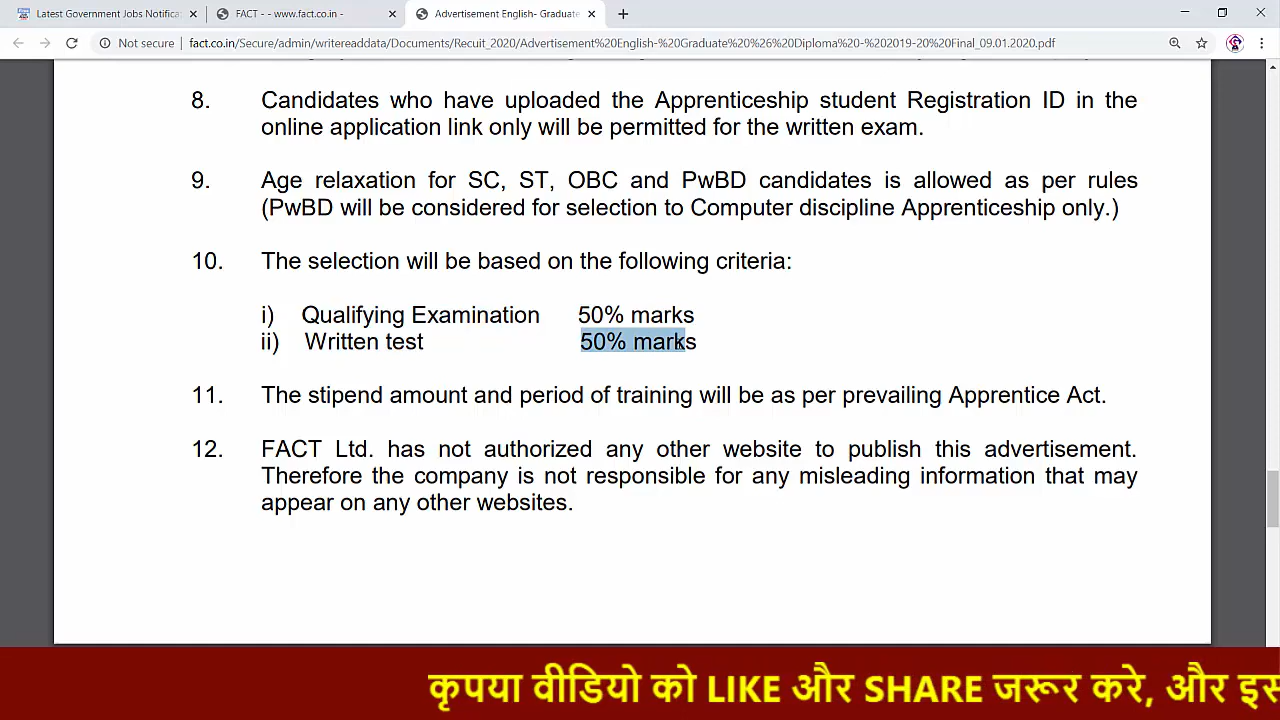 Latest Government Jobs Notificat
FACT - - www.fact.co.in -
Advertisement English- Graduate
Not secure | fact.co.in/Secure/admin/writereaddata/Documents/Recuit_2020/Advertisement%20English-%20Graduate%20%26%20Diploma%20-%202019-20%20Final_09.01.2020.pdf
8. Candidates who have uploaded the Apprenticeship student Registration ID in the
online application link only will be permitted for the written exam.
9. Age relaxation for SC, ST, OBC and PwBD candidates is allowed as per rules
(PwBD will be considered for selection to Computer discipline Apprenticeship only.)
10. The selection will be based on the following criteria:
i) Qualifying Examination 50% marks
ii) Written test 50% marks
11. The stipend amount and period of training will be as per prevailing Apprentice Act.
12. FACT Ltd. has not authorized any other website to publish this advertisement.
Therefore the company is not responsible for any misleading information that may
appear on any other websites.
कृपया वीडियो को LIKE और SHARE जरूर करे, और इस